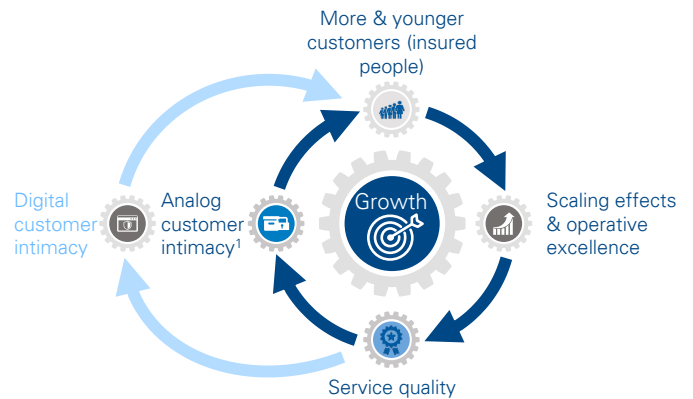 More & younger
customers (insured
people)
Digital
customer
intimacy
Analog
customer
intimacy¹
Growth
Scaling effects
& operative
excellence
Service quality